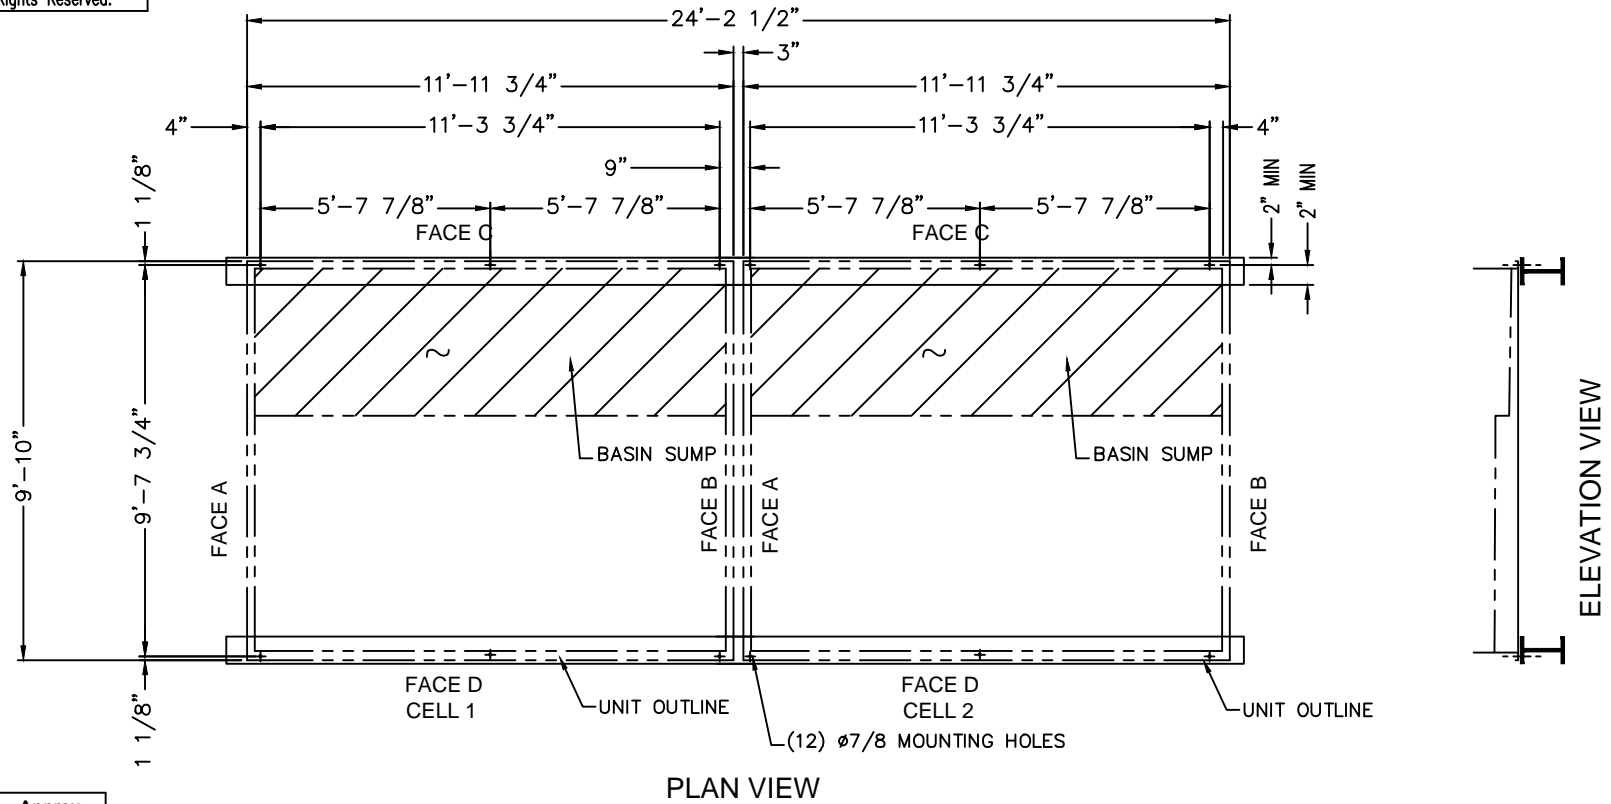 Rights Reserved.
24'-2 1/2"
3"
11'-11 3/4" 11'-11 3/4"
4" 11'-3 3/4" 11'-3 3/4" 4"
9"
1 1/8"
2" MIN
2" MIN
5'-7 7/8" 5'-7 7/8" 5'-7 7/8" 5'-7 7/8"
FACE C FACE C
9'-10"
9'-7 3/4"
BASIN SUMP BASIN SUMP
FACE A
FACE B
FACE A
FACE B
ELEVATION VIEW
1 1/8"
FACE D FACE D
CELL 1 CELL 2
UNIT OUTLINE UNIT OUTLINE
(12) ø7/8 MOUNTING HOLES
PLAN VIEW